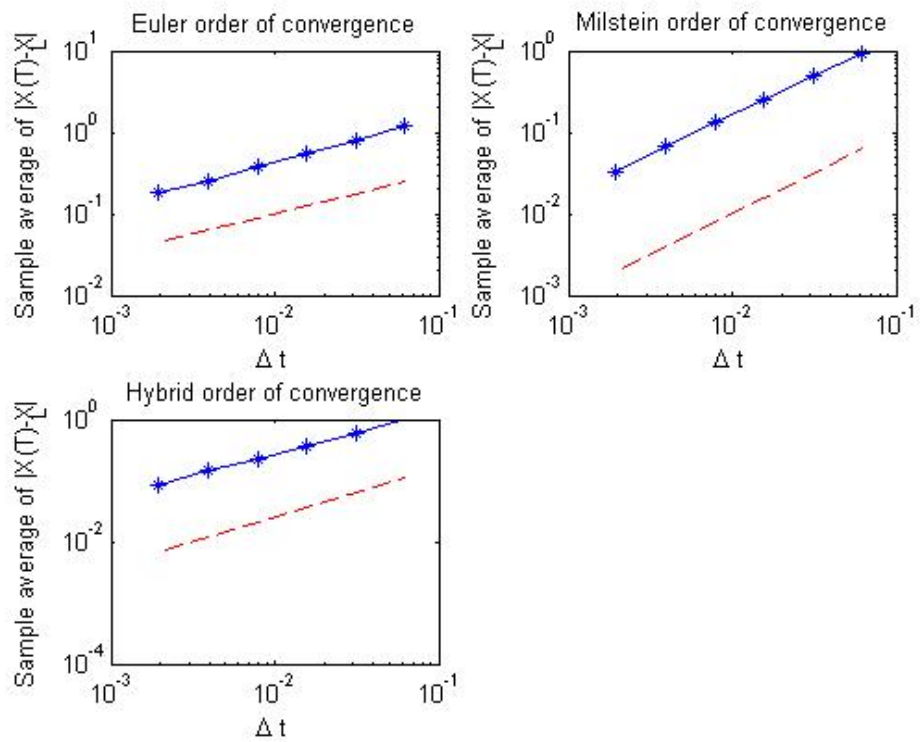 Euler order of convergence
Sample average of |X(T)-X_L|
10^1
10^0
10^-1
10^-2
10^-3
10^-2
10^-1
Δ t
Milstein order of convergence
Sample average of |X(T)-X_L|
10^0
10^-1
10^-2
10^-3
10^-3
10^-2
10^-1
Δ t
Hybrid order of convergence
Sample average of |X(T)-X_L|
10^0
10^-2
10^-4
10^-3
10^-2
10^-1
Δ t